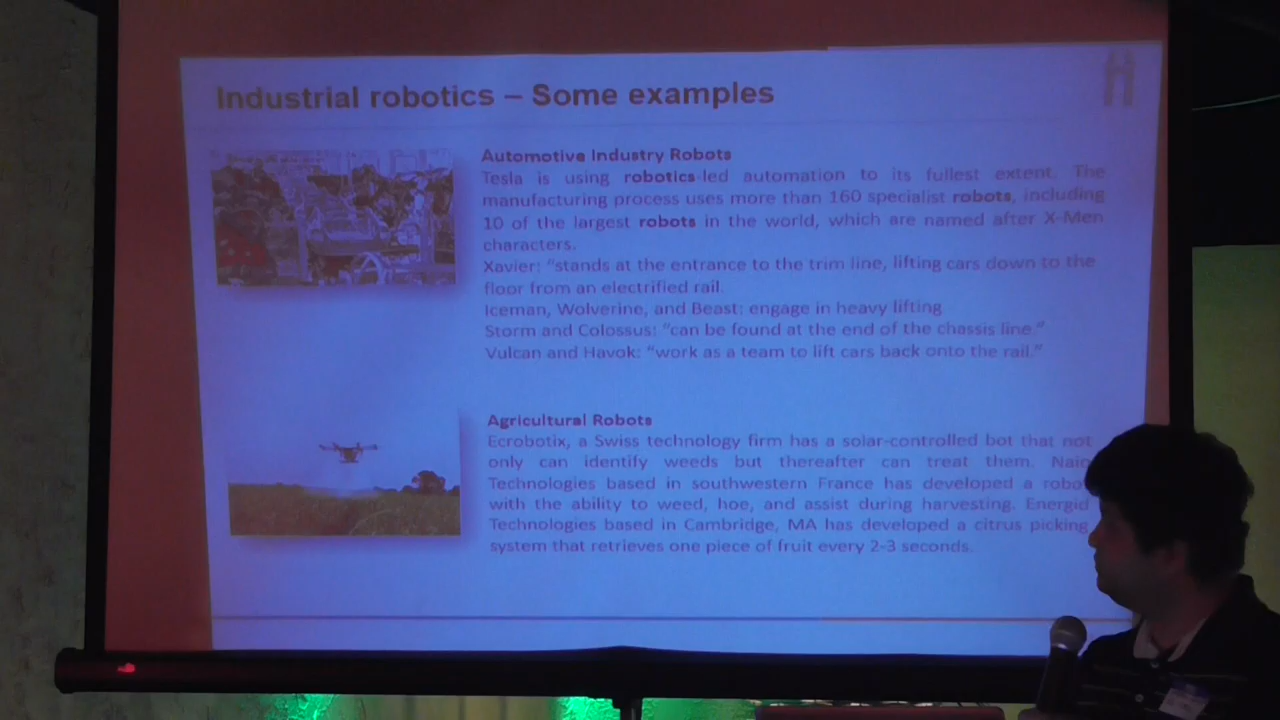 Industrial robotics – Some examples
Automotive Industry Robots
Tesla is using robotics-led automation to its fullest extent. The
manufacturing process uses more than 160 specialist robots, including
10 of the largest robots in the world, which are named after X-Men
characters.
Xavier: "stands at the entrance to the trim line, lifting cars down to the
floor from an electrified rail.
Iceman, Wolverine, and Beast: engage in heavy lifting
Storm and Colossus: "can be found at the end of the chassis line."
Vulcan and Havok: "work as a team to lift cars back onto the rail."
Agricultural Robots
Ecrobotix, a Swiss technology firm has a solar-controlled bot that not
only can identify weeds but thereafter can treat them. Naio
Technologies based in southwestern France has developed a robot
with the ability to weed, hoe, and assist during harvesting. Energid
Technologies based in Cambridge, MA has developed a citrus picking
system that retrieves one piece of fruit every 2-3 seconds.